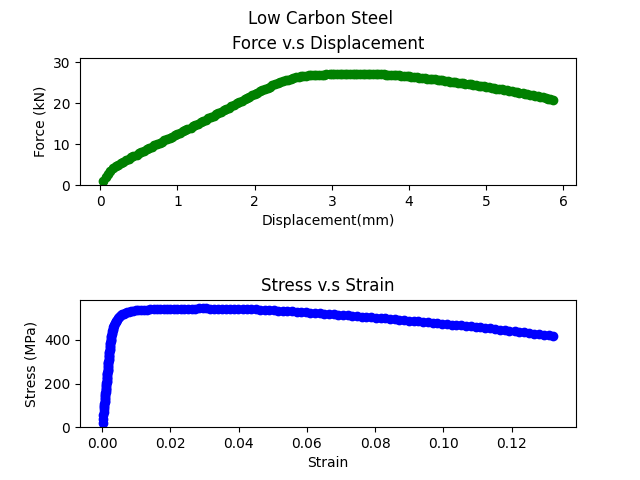 Low Carbon Steel
Force v.s Displacement
30
20
10
0
Force (kN)
0 1 2 3 4 5 6
Displacement(mm)
Stress v.s Strain
400
200
0
Stress (MPa)
0.00 0.02 0.04 0.06 0.08 0.10 0.12
Strain